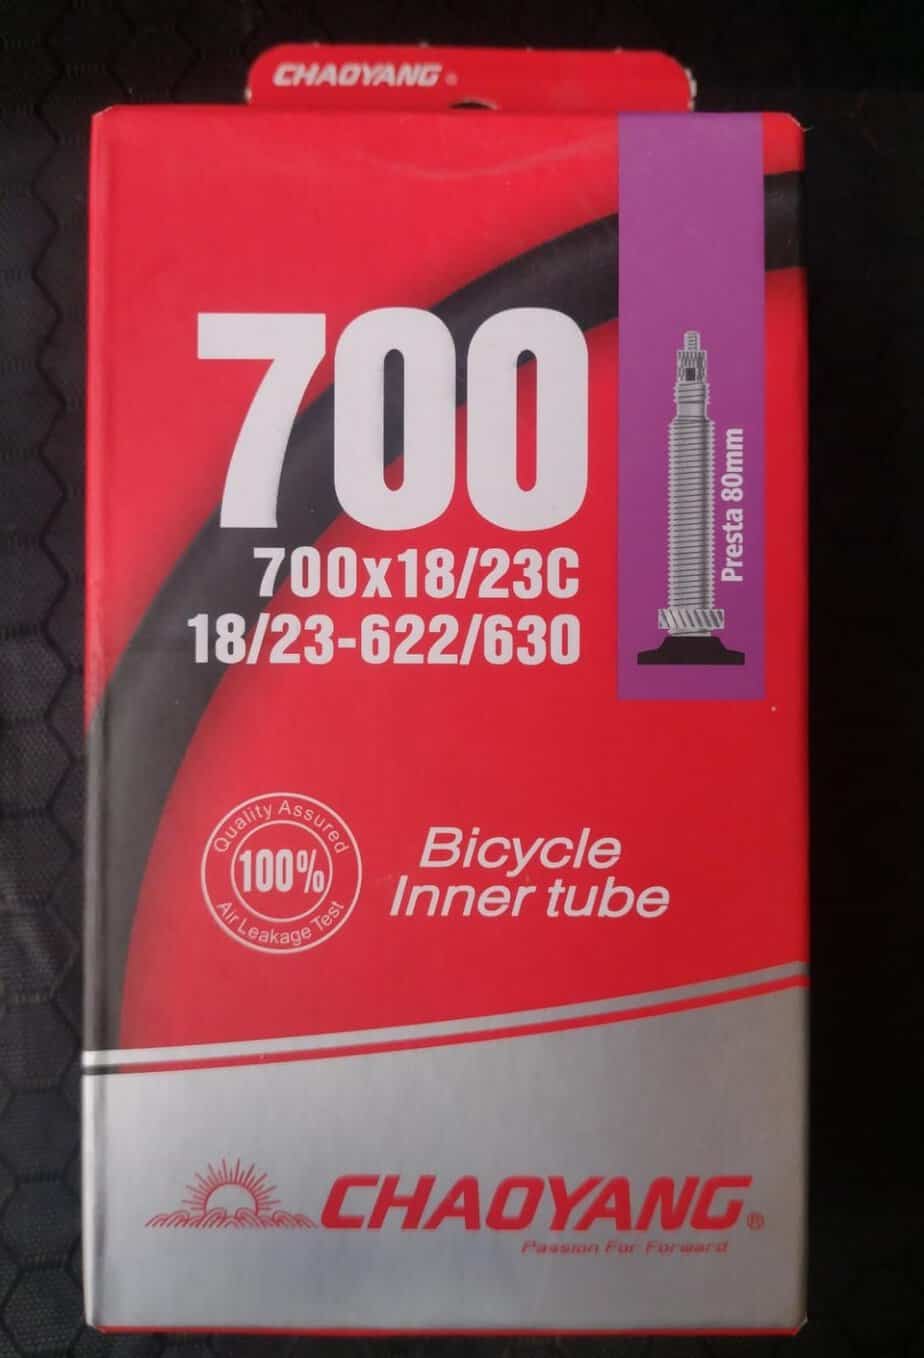 CHAOYANG®
700
700x18/23C
18/23-622/630
Presta 80mm
Quality Assured
100%
Air Leakage Test
Bicycle
Inner tube
CHAOYANG®
Passion For Forward